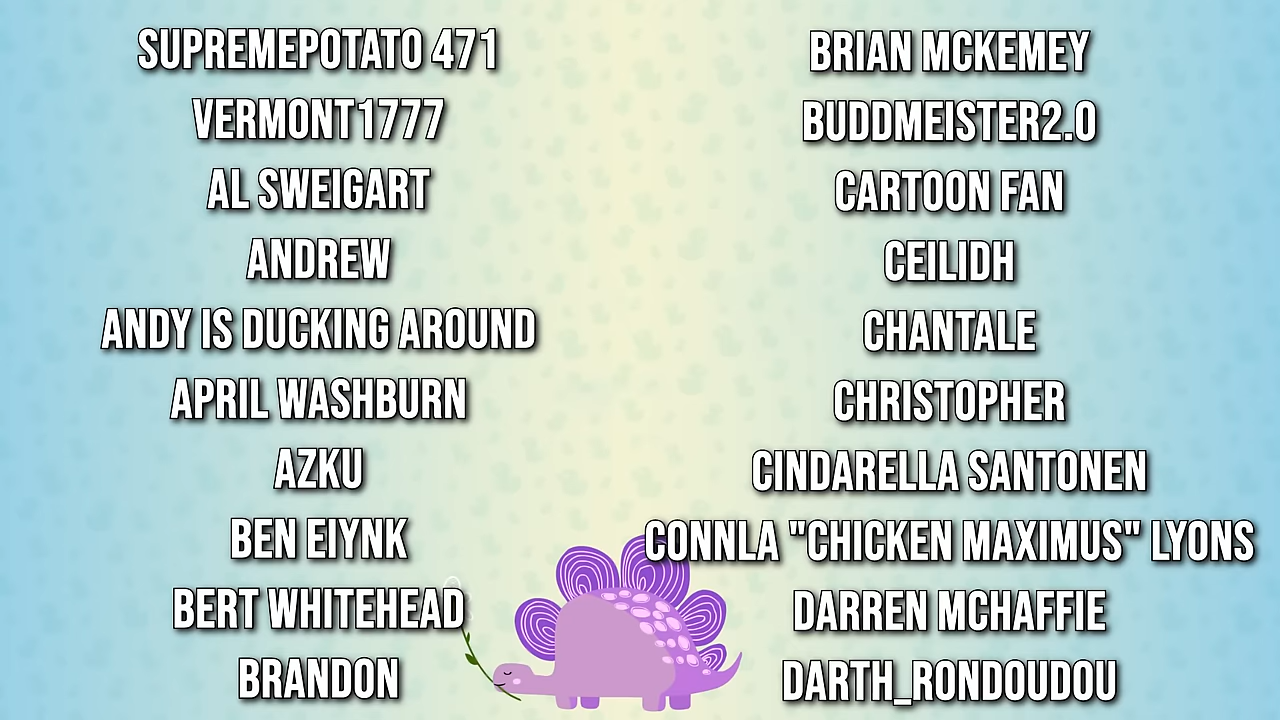 SUPREMEPOTATO 471
VERMONT1777
AL SWEIGART
ANDREW
ANDY IS DUCKING AROUND
APRIL WASHBURN
AZKU
BEN EIYNK
BERT WHITEHEAD
BRANDON
BRIAN MCKEMEY
BUDDMEISTER2.0
CARTOON FAN
CEILIDH
CHANTALE
CHRISTOPHER
CINDARELLA SANTONEN
CONNLA "CHICKEN MAXIMUS" LYONS
DARREN MCHAFFIE
DARTH_RONDOUDOU